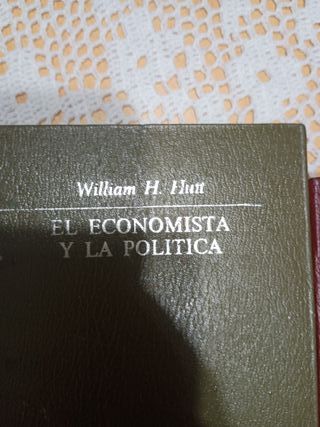 William H. Hutt
EL ECONOMISTA
Y LA POLITICA